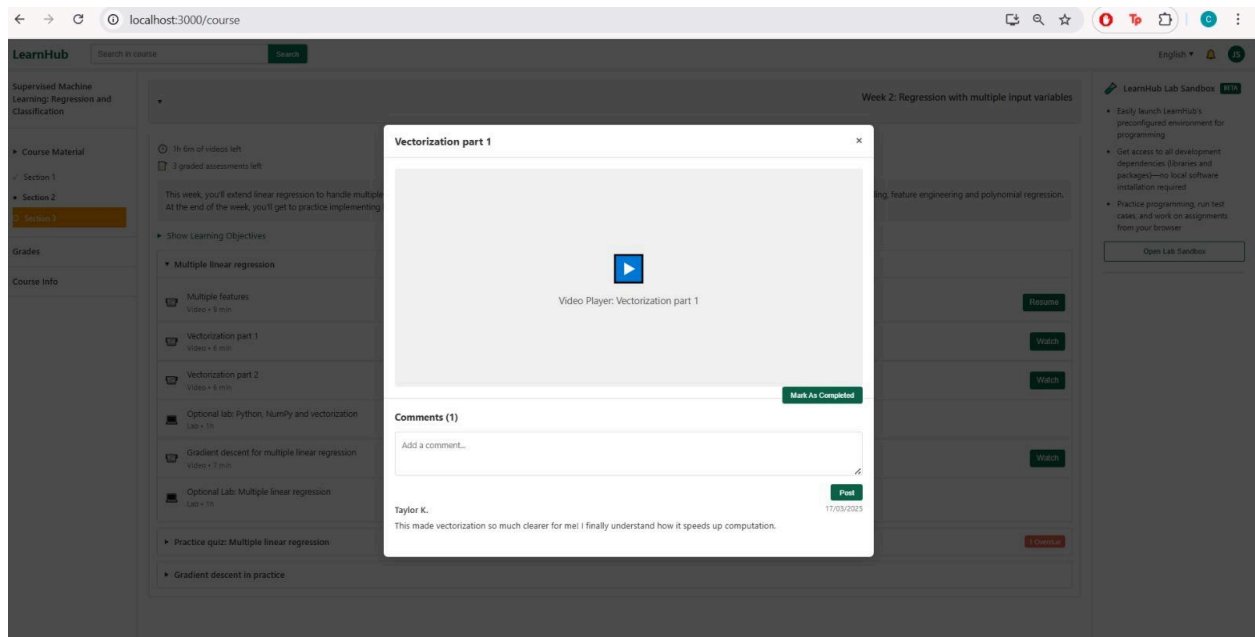 localhost:3000/course
LearnHub
Search in course
Search
English ▼
JS
Supervised Machine
Learning: Regression and
Classification
▸ Course Material
✓ Section 1
• Section 2
Section 3
Grades
Course Info
▾
Week 2: Regression with multiple input variables
1h 6m of videos left
3 graded assessments left
This week, you'll extend linear regression to handle multiple
ing, feature engineering and polynomial regression.
At the end of the week, you'll get to practice implementing
▸ Show Learning Objectives
▾ Multiple linear regression
Multiple features
Video • 9 min
Resume
Vectorization part 1
Video • 6 min
Watch
Vectorization part 2
Video • 6 min
Watch
Optional lab: Python, NumPy and vectorization
Lab • 1h
Gradient descent for multiple linear regression
Video • 7 min
Watch
Optional Lab: Multiple linear regression
Lab • 1h
▸ Practice quiz: Multiple linear regression
1 Overdue
▸ Gradient descent in practice
Vectorization part 1
×
Video Player: Vectorization part 1
Mark As Completed
Comments (1)
Add a comment...
Post
Taylor K.
17/03/2025
This made vectorization so much clearer for me! I finally understand how it speeds up computation.
LearnHub Lab Sandbox BETA
• Easily launch LearnHub's
preconfigured environment for
programming
• Get access to all development
dependencies (libraries and
packages)—no local software
installation required
• Practice programming, run test
cases, and work on assignments
from your browser
Open Lab Sandbox